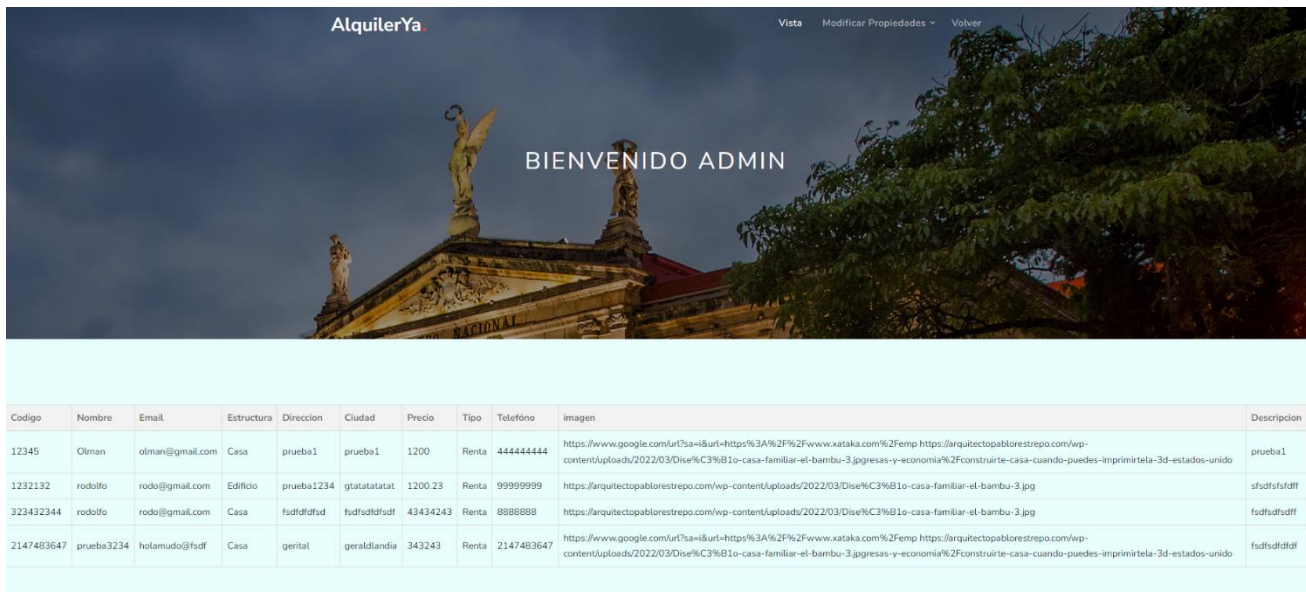 AlquilerYa.
Vista Modificar Propiedades Volver
BIENVENIDO ADMIN
NACIONAL
Codigo Nombre Email Estructura Direccion Ciudad Precio Tipo Telefóno imagen Descripcion
12345 Olman olman@gmail.com Casa prueba1 prueba1 1200 Renta 444444444 https://www.google.com/url?sa=i&url=https%3A%2F%2Fwww.xataka.com%2Femp https://arquitectopablorestrepo.com/wp-
content/uploads/2022/03/Dise%C3%B1o-casa-familiar-el-bambu-3.jpgresas-y-economia%2Fconstruirte-casa-cuando-puedes-imprimirtela-3d-estados-unido prueba1
1232132 rodolfo rodo@gmail.com Edificio prueba1234 gtatatatatat 1200.23 Renta 99999999 https://arquitectopablorestrepo.com/wp-content/uploads/2022/03/Dise%C3%B1o-casa-familiar-el-bambu-3.jpg sfsdfsfsfdff
323432344 rodolfo rodo@gmail.com Casa fsdfdfdfsd fsdfsdfdfsdf 43434243 Renta 8888888 https://arquitectopablorestrepo.com/wp-content/uploads/2022/03/Dise%C3%B1o-casa-familiar-el-bambu-3.jpg fsdfsdfsdff
2147483647 prueba3234 holamudo@fsdf Casa gerital geraldlandia 343243 Renta 2147483647 https://www.google.com/url?sa=i&url=https%3A%2F%2Fwww.xataka.com%2Femp https://arquitectopablorestrepo.com/wp-
content/uploads/2022/03/Dise%C3%B1o-casa-familiar-el-bambu-3.jpgresas-y-economia%2Fconstruirte-casa-cuando-puedes-imprimirtela-3d-estados-unido fsdfsdfdfdf